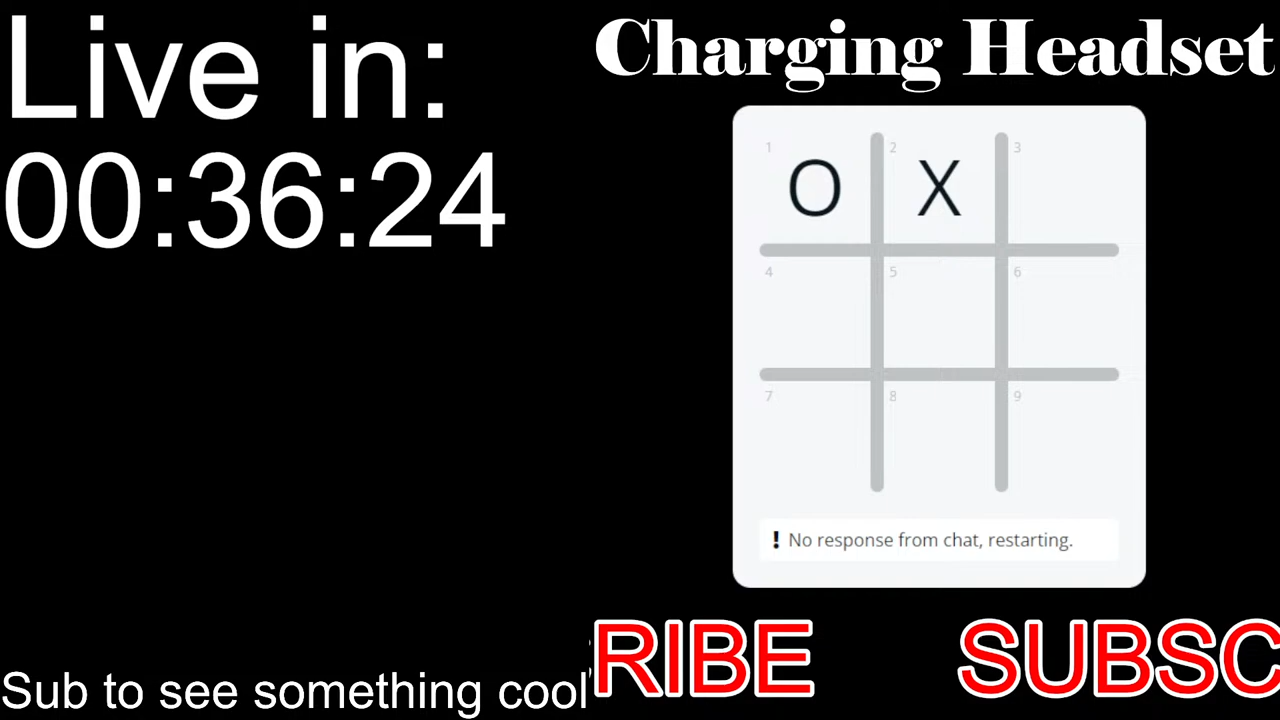 Live in:
00:36:24
Charging Headset
1 2 3
O X
4 5 6
7 8 9
! No response from chat, restarting.
Sub to see something cool
RIBE SUBSC